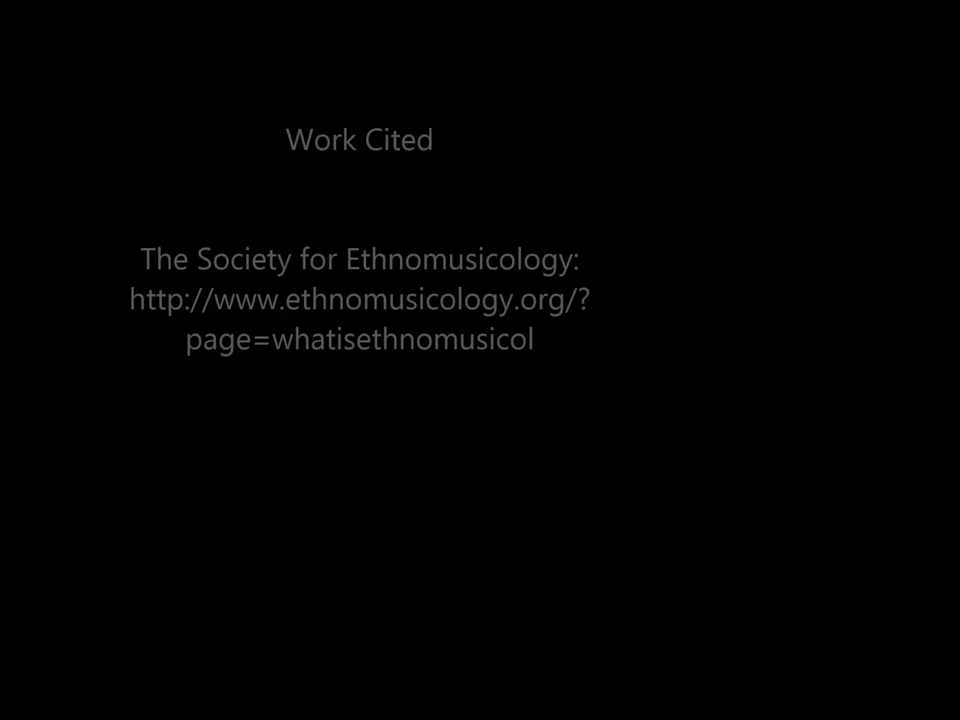 Work Cited
The Society for Ethnomusicology:
http://www.ethnomusicology.org/?
page=whatisethnomusicol